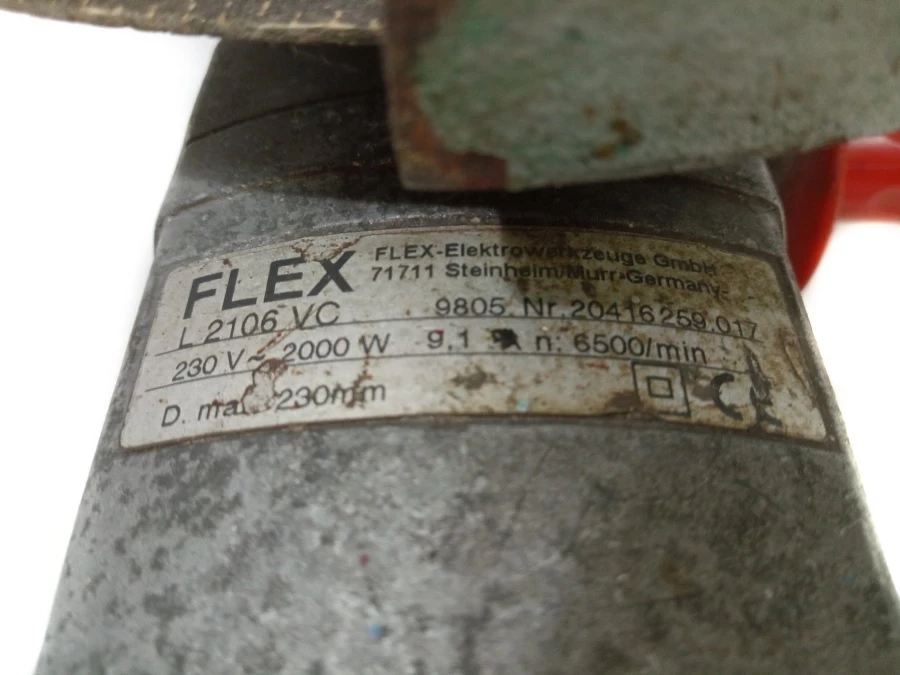 FLEX FLEX-Elektrowerkzeuge GmbH
71711 Steinheim/Murr-Germany
L 2106 VC 9805 Nr. 20416259.017
230 V~ 2000 W 9,1 A n: 6500/min
D. max. 230mm CE